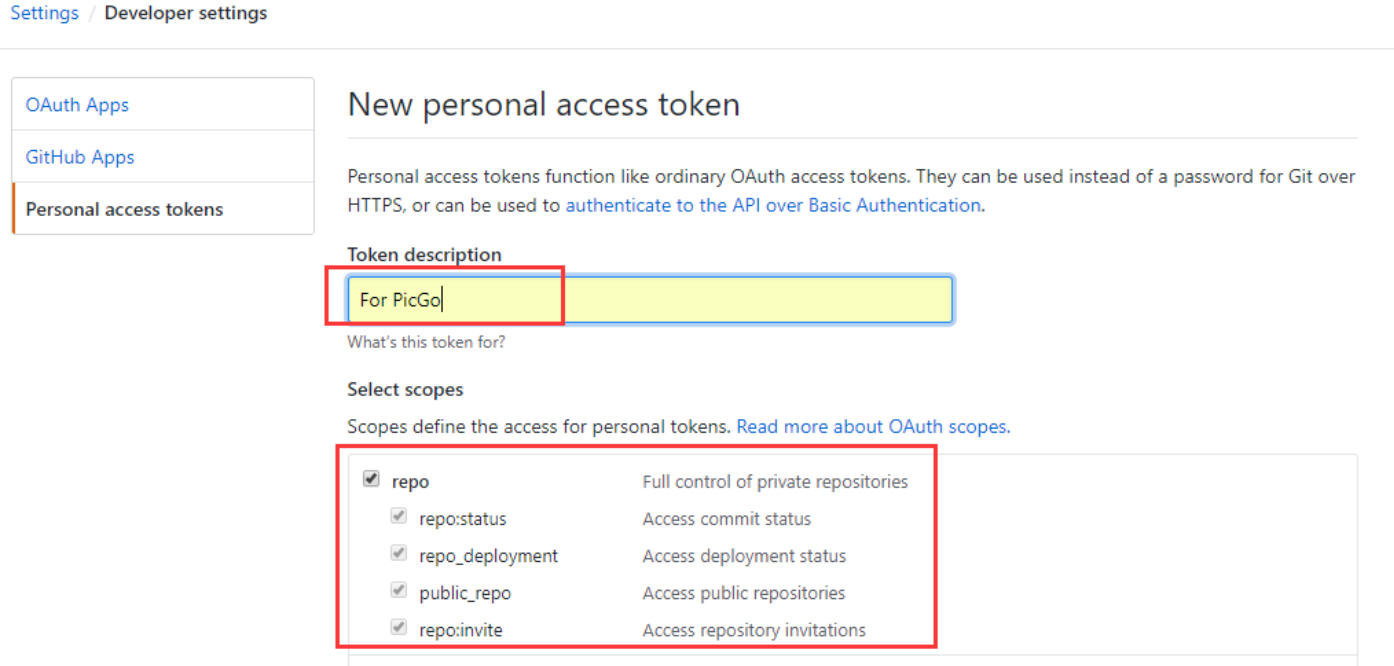 Settings / Developer settings
OAuth Apps
GitHub Apps
Personal access tokens
New personal access token
Personal access tokens function like ordinary OAuth access tokens. They can be used instead of a password for Git over
HTTPS, or can be used to authenticate to the API over Basic Authentication.
Token description
For PicGo
What's this token for?
Select scopes
Scopes define the access for personal tokens. Read more about OAuth scopes.
repo Full control of private repositories
repo:status Access commit status
repo_deployment Access deployment status
public_repo Access public repositories
repo:invite Access repository invitations